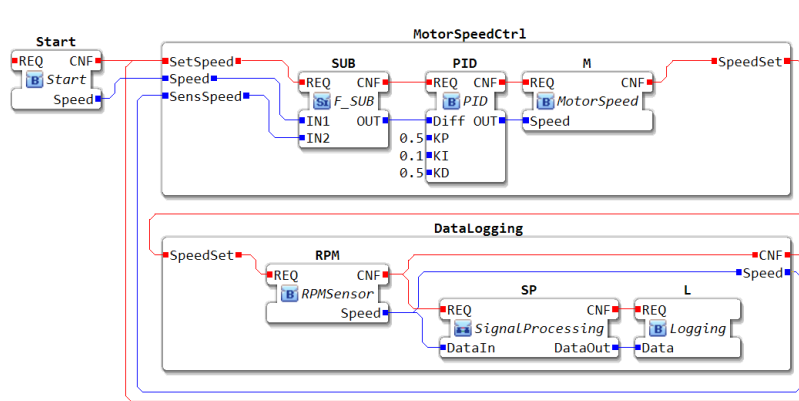 MotorSpeedCtrl
Start
REQ CNF
B Start
Speed
SetSpeed
Speed
SensSpeed
SpeedSet
SUB
REQ CNF
SI F_SUB
IN1 OUT
IN2
PID
REQ CNF
B PID
Diff OUT
0.5 KP
0.1 KI
0.5 KD
M
REQ CNF
B MotorSpeed
Speed
DataLogging
SpeedSet
CNF
Speed
RPM
REQ CNF
B RPMSensor
Speed
SP
REQ CNF
SignalProcessing
DataIn DataOut
L
REQ
B Logging
Data